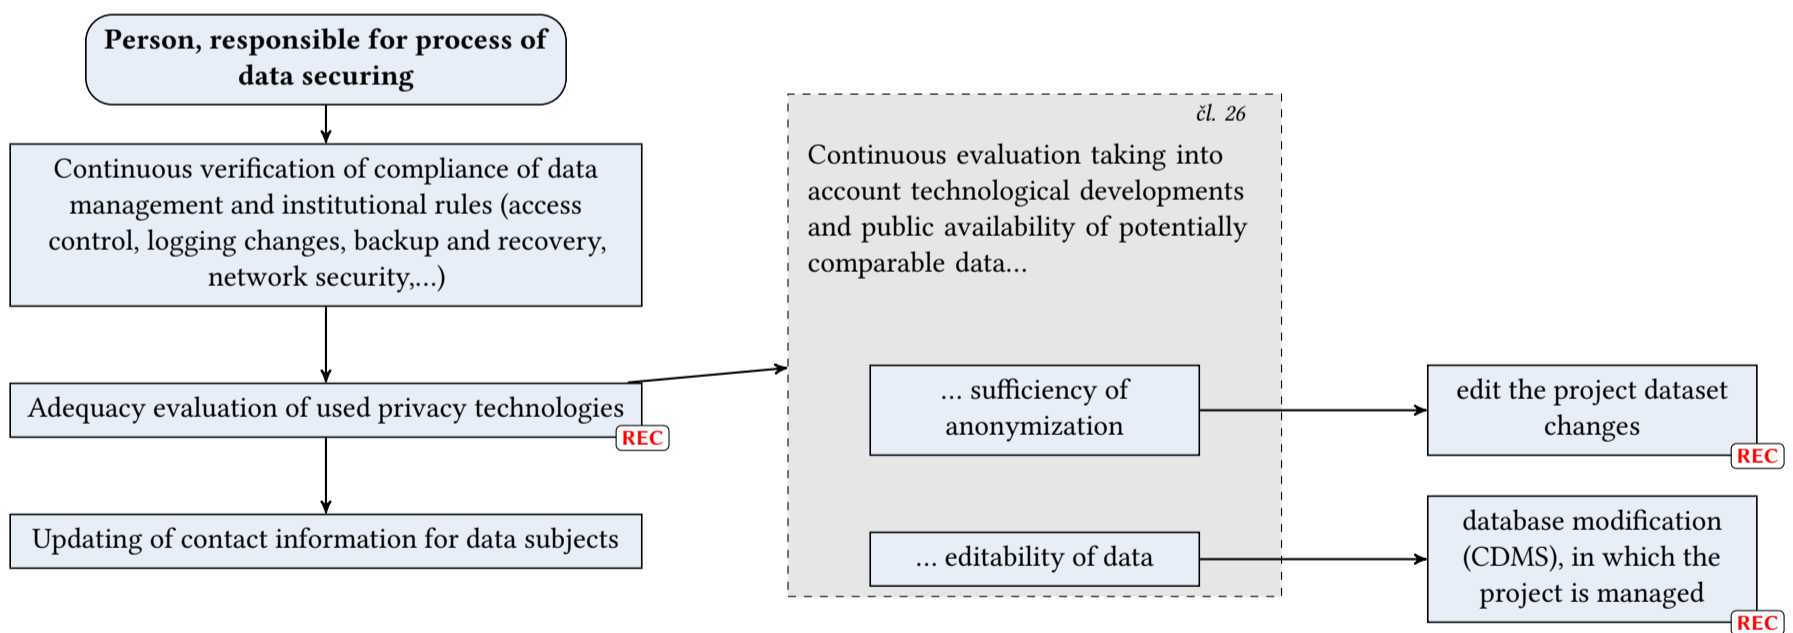 Person, responsible for process of
data securing
Continuous verification of compliance of data
management and institutional rules (access
control, logging changes, backup and recovery,
network security,...)
Adequacy evaluation of used privacy technologies
REC
Updating of contact information for data subjects
čl. 26
Continuous evaluation taking into
account technological developments
and public availability of potentially
comparable data...
... sufficiency of
anonymization
... editability of data
edit the project dataset
changes
REC
database modification
(CDMS), in which the
project is managed
REC